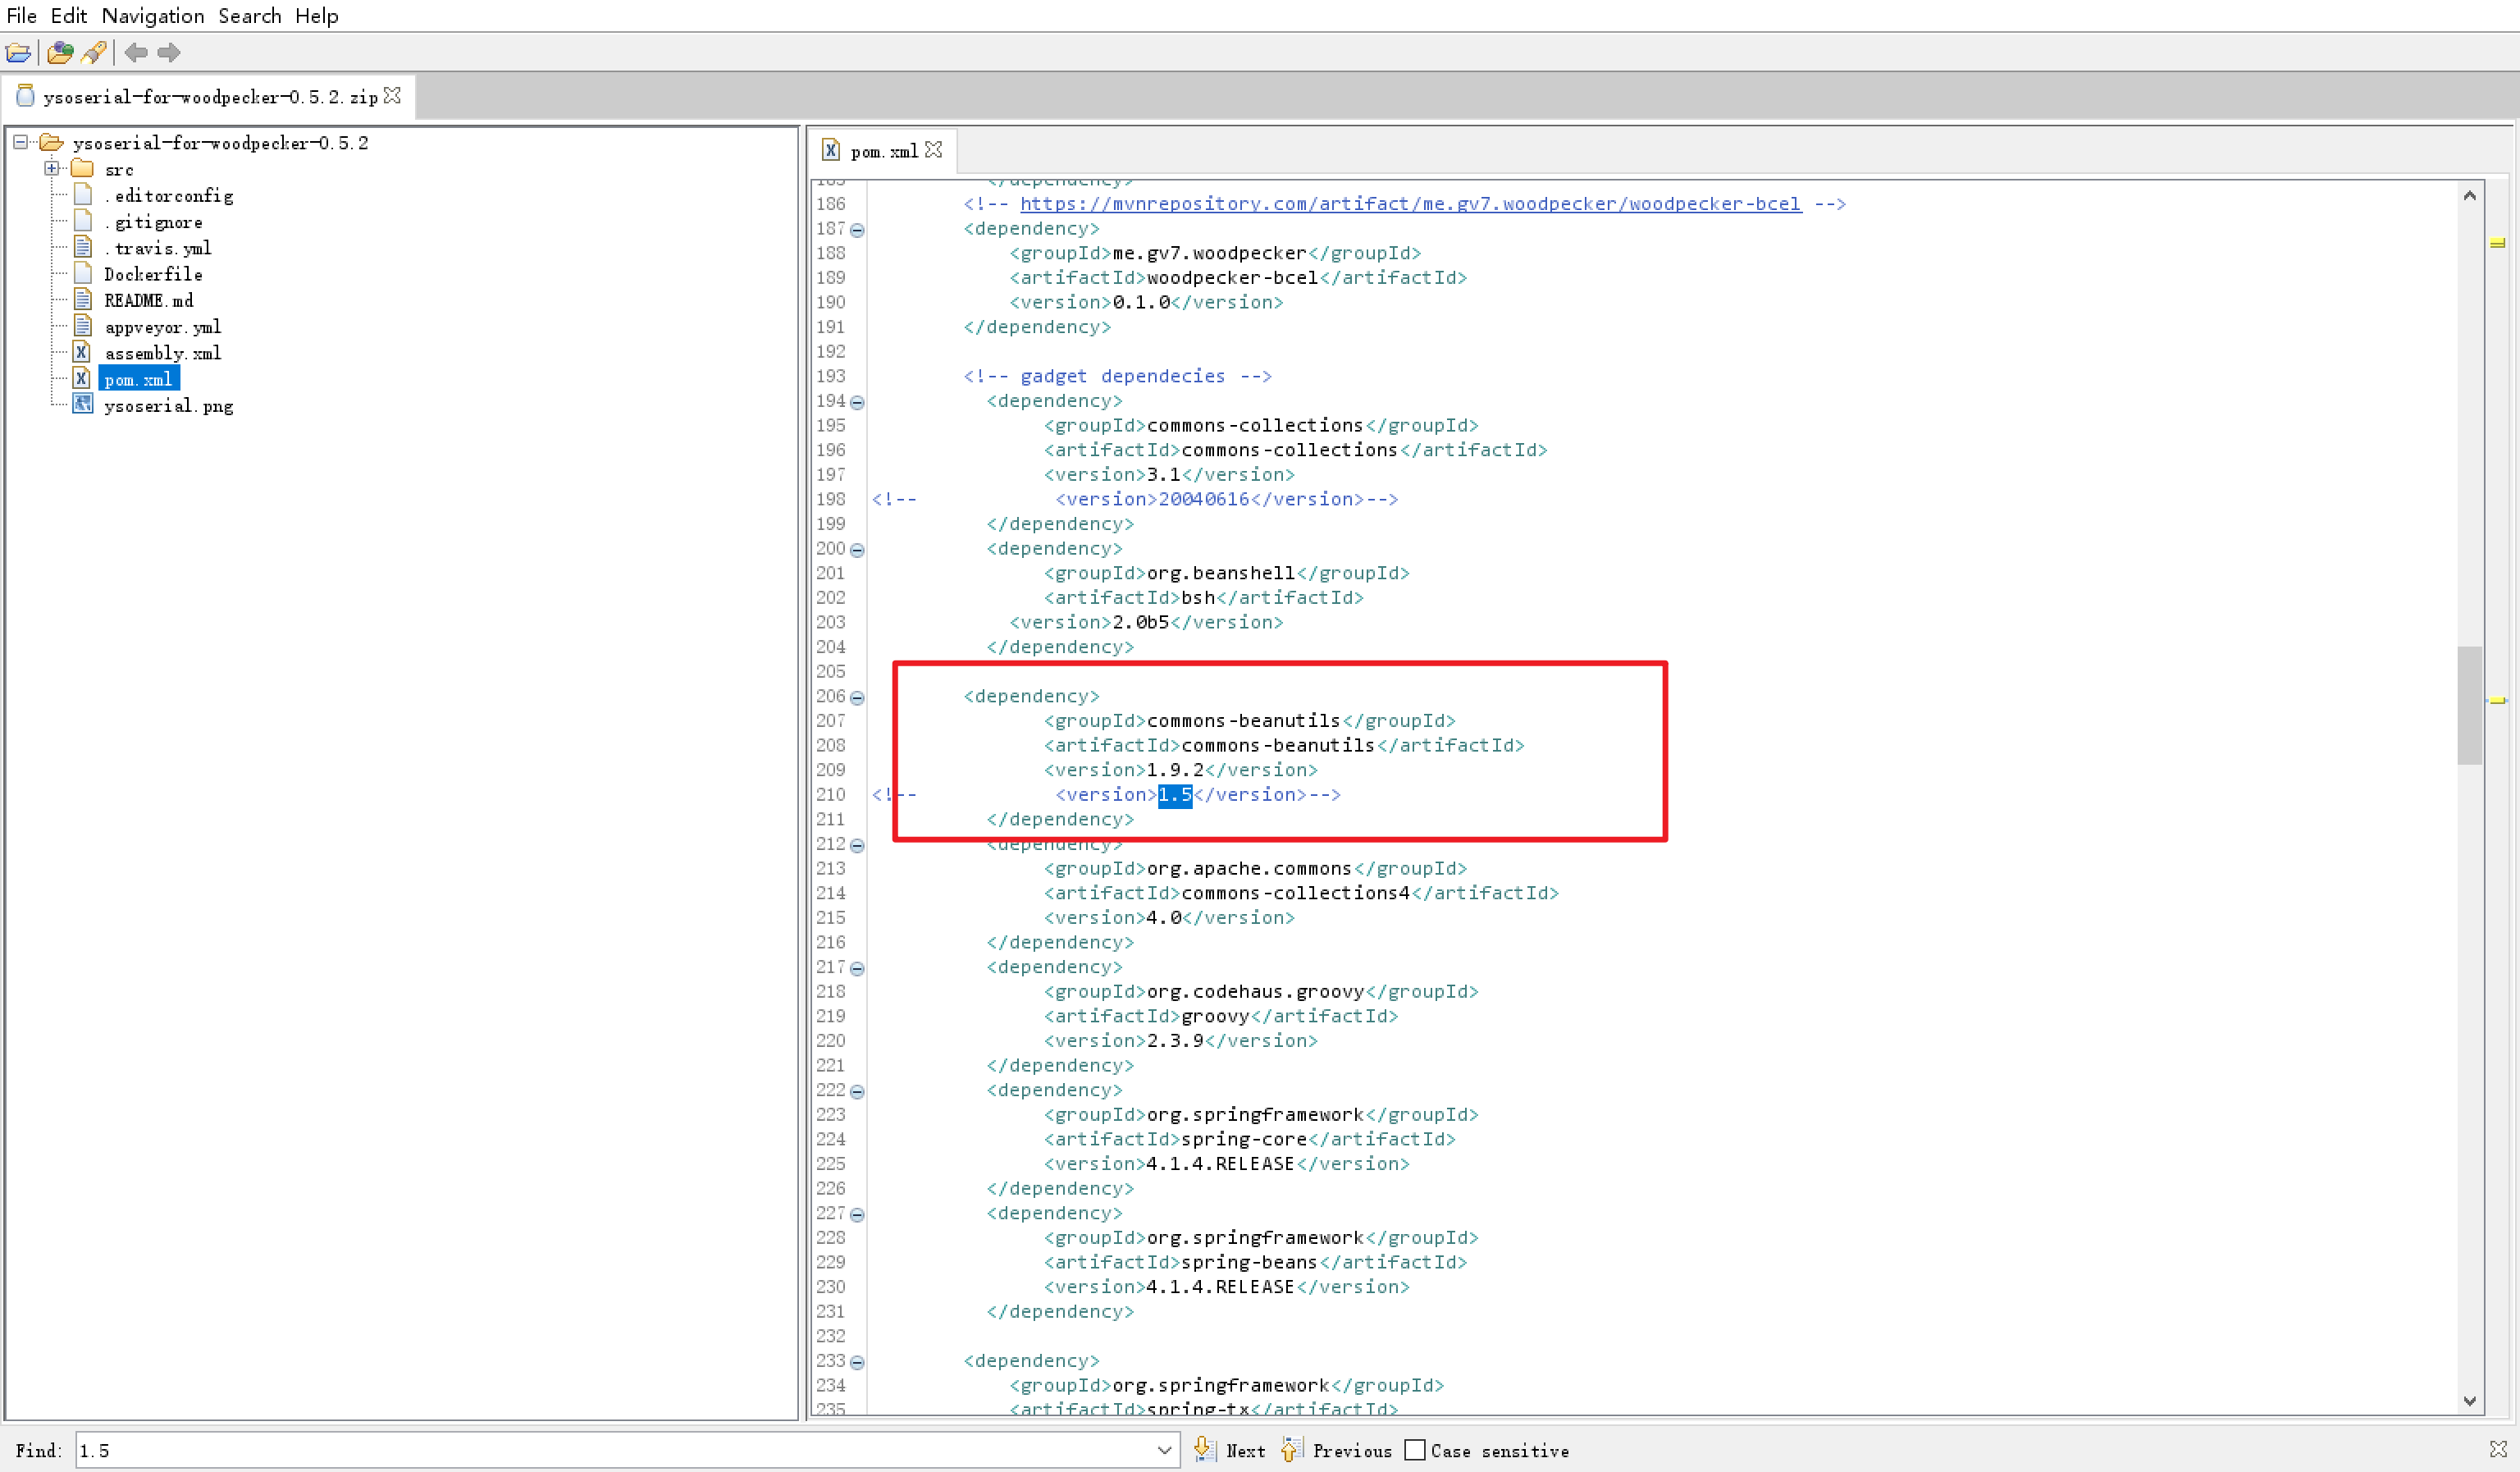 File Edit Navigation Search Help
ysoserial-for-woodpecker-0.5.2.zip
ysoserial-for-woodpecker-0.5.2
src
.editorconfig
.gitignore
.travis.yml
Dockerfile
README.md
appveyor.yml
assembly.xml
pom.xml
ysoserial.png
pom.xml
185 </dependency>
186 <!-- https://mvnrepository.com/artifact/me.gv7.woodpecker/woodpecker-bcel -->
187 <dependency>
188 <groupId>me.gv7.woodpecker</groupId>
189 <artifactId>woodpecker-bcel</artifactId>
190 <version>0.1.0</version>
191 </dependency>
192
193 <!-- gadget dependecies -->
194 <dependency>
195 <groupId>commons-collections</groupId>
196 <artifactId>commons-collections</artifactId>
197 <version>3.1</version>
198 <!-- <version>20040616</version>-->
199 </dependency>
200 <dependency>
201 <groupId>org.beanshell</groupId>
202 <artifactId>bsh</artifactId>
203 <version>2.0b5</version>
204 </dependency>
205
206 <dependency>
207 <groupId>commons-beanutils</groupId>
208 <artifactId>commons-beanutils</artifactId>
209 <version>1.9.2</version>
210 <!-- <version>1.5</version>-->
211 </dependency>
212 <dependency>
213 <groupId>org.apache.commons</groupId>
214 <artifactId>commons-collections4</artifactId>
215 <version>4.0</version>
216 </dependency>
217 <dependency>
218 <groupId>org.codehaus.groovy</groupId>
219 <artifactId>groovy</artifactId>
220 <version>2.3.9</version>
221 </dependency>
222 <dependency>
223 <groupId>org.springframework</groupId>
224 <artifactId>spring-core</artifactId>
225 <version>4.1.4.RELEASE</version>
226 </dependency>
227 <dependency>
228 <groupId>org.springframework</groupId>
229 <artifactId>spring-beans</artifactId>
230 <version>4.1.4.RELEASE</version>
231 </dependency>
232
233 <dependency>
234 <groupId>org.springframework</groupId>
235 <artifactId>spring-tx</artifactId>
Find: 1.5 Next Previous Case sensitive